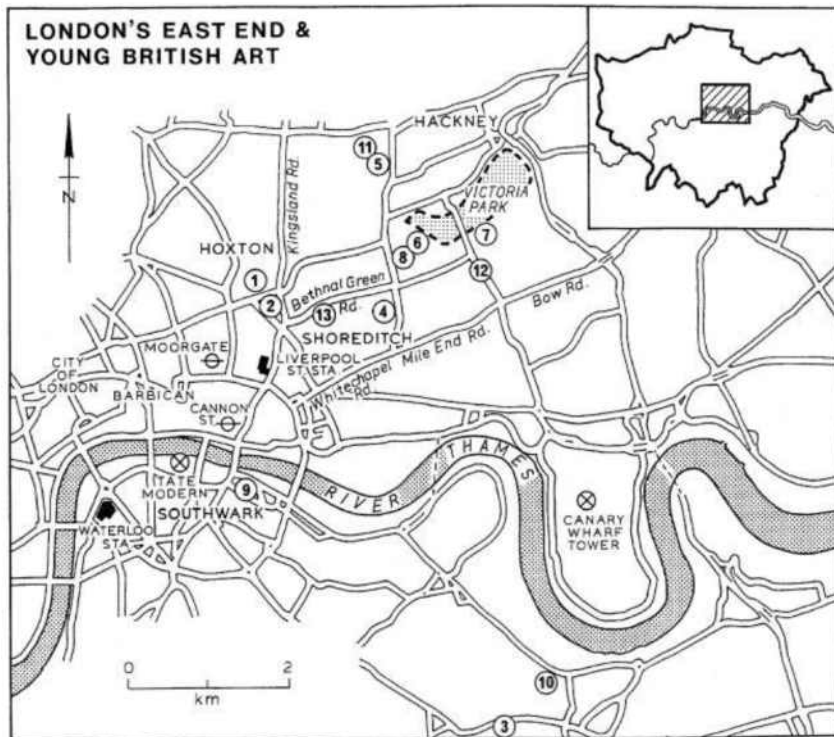 LONDON'S EAST END &
YOUNG BRITISH ART
N
HACKNEY
11
5
Kingsland Rd.
VICTORIA
PARK
HOXTON
6
7
8
1
12
Bethnal Green
Rd.
2
13
4
Bow Rd.
SHOREDITCH
MOORGATE
LIVERPOOL
ST. STA.
Mile End Rd.
CITY
OF
LONDON
BARBICAN
Whitechapel
Rd.
CANNON
ST.
RIVER THAMES
TATE
MODERN
9
SOUTHWARK
WATERLOO
STA.
CANARY
WHARF
TOWER
0 2
km
10
3